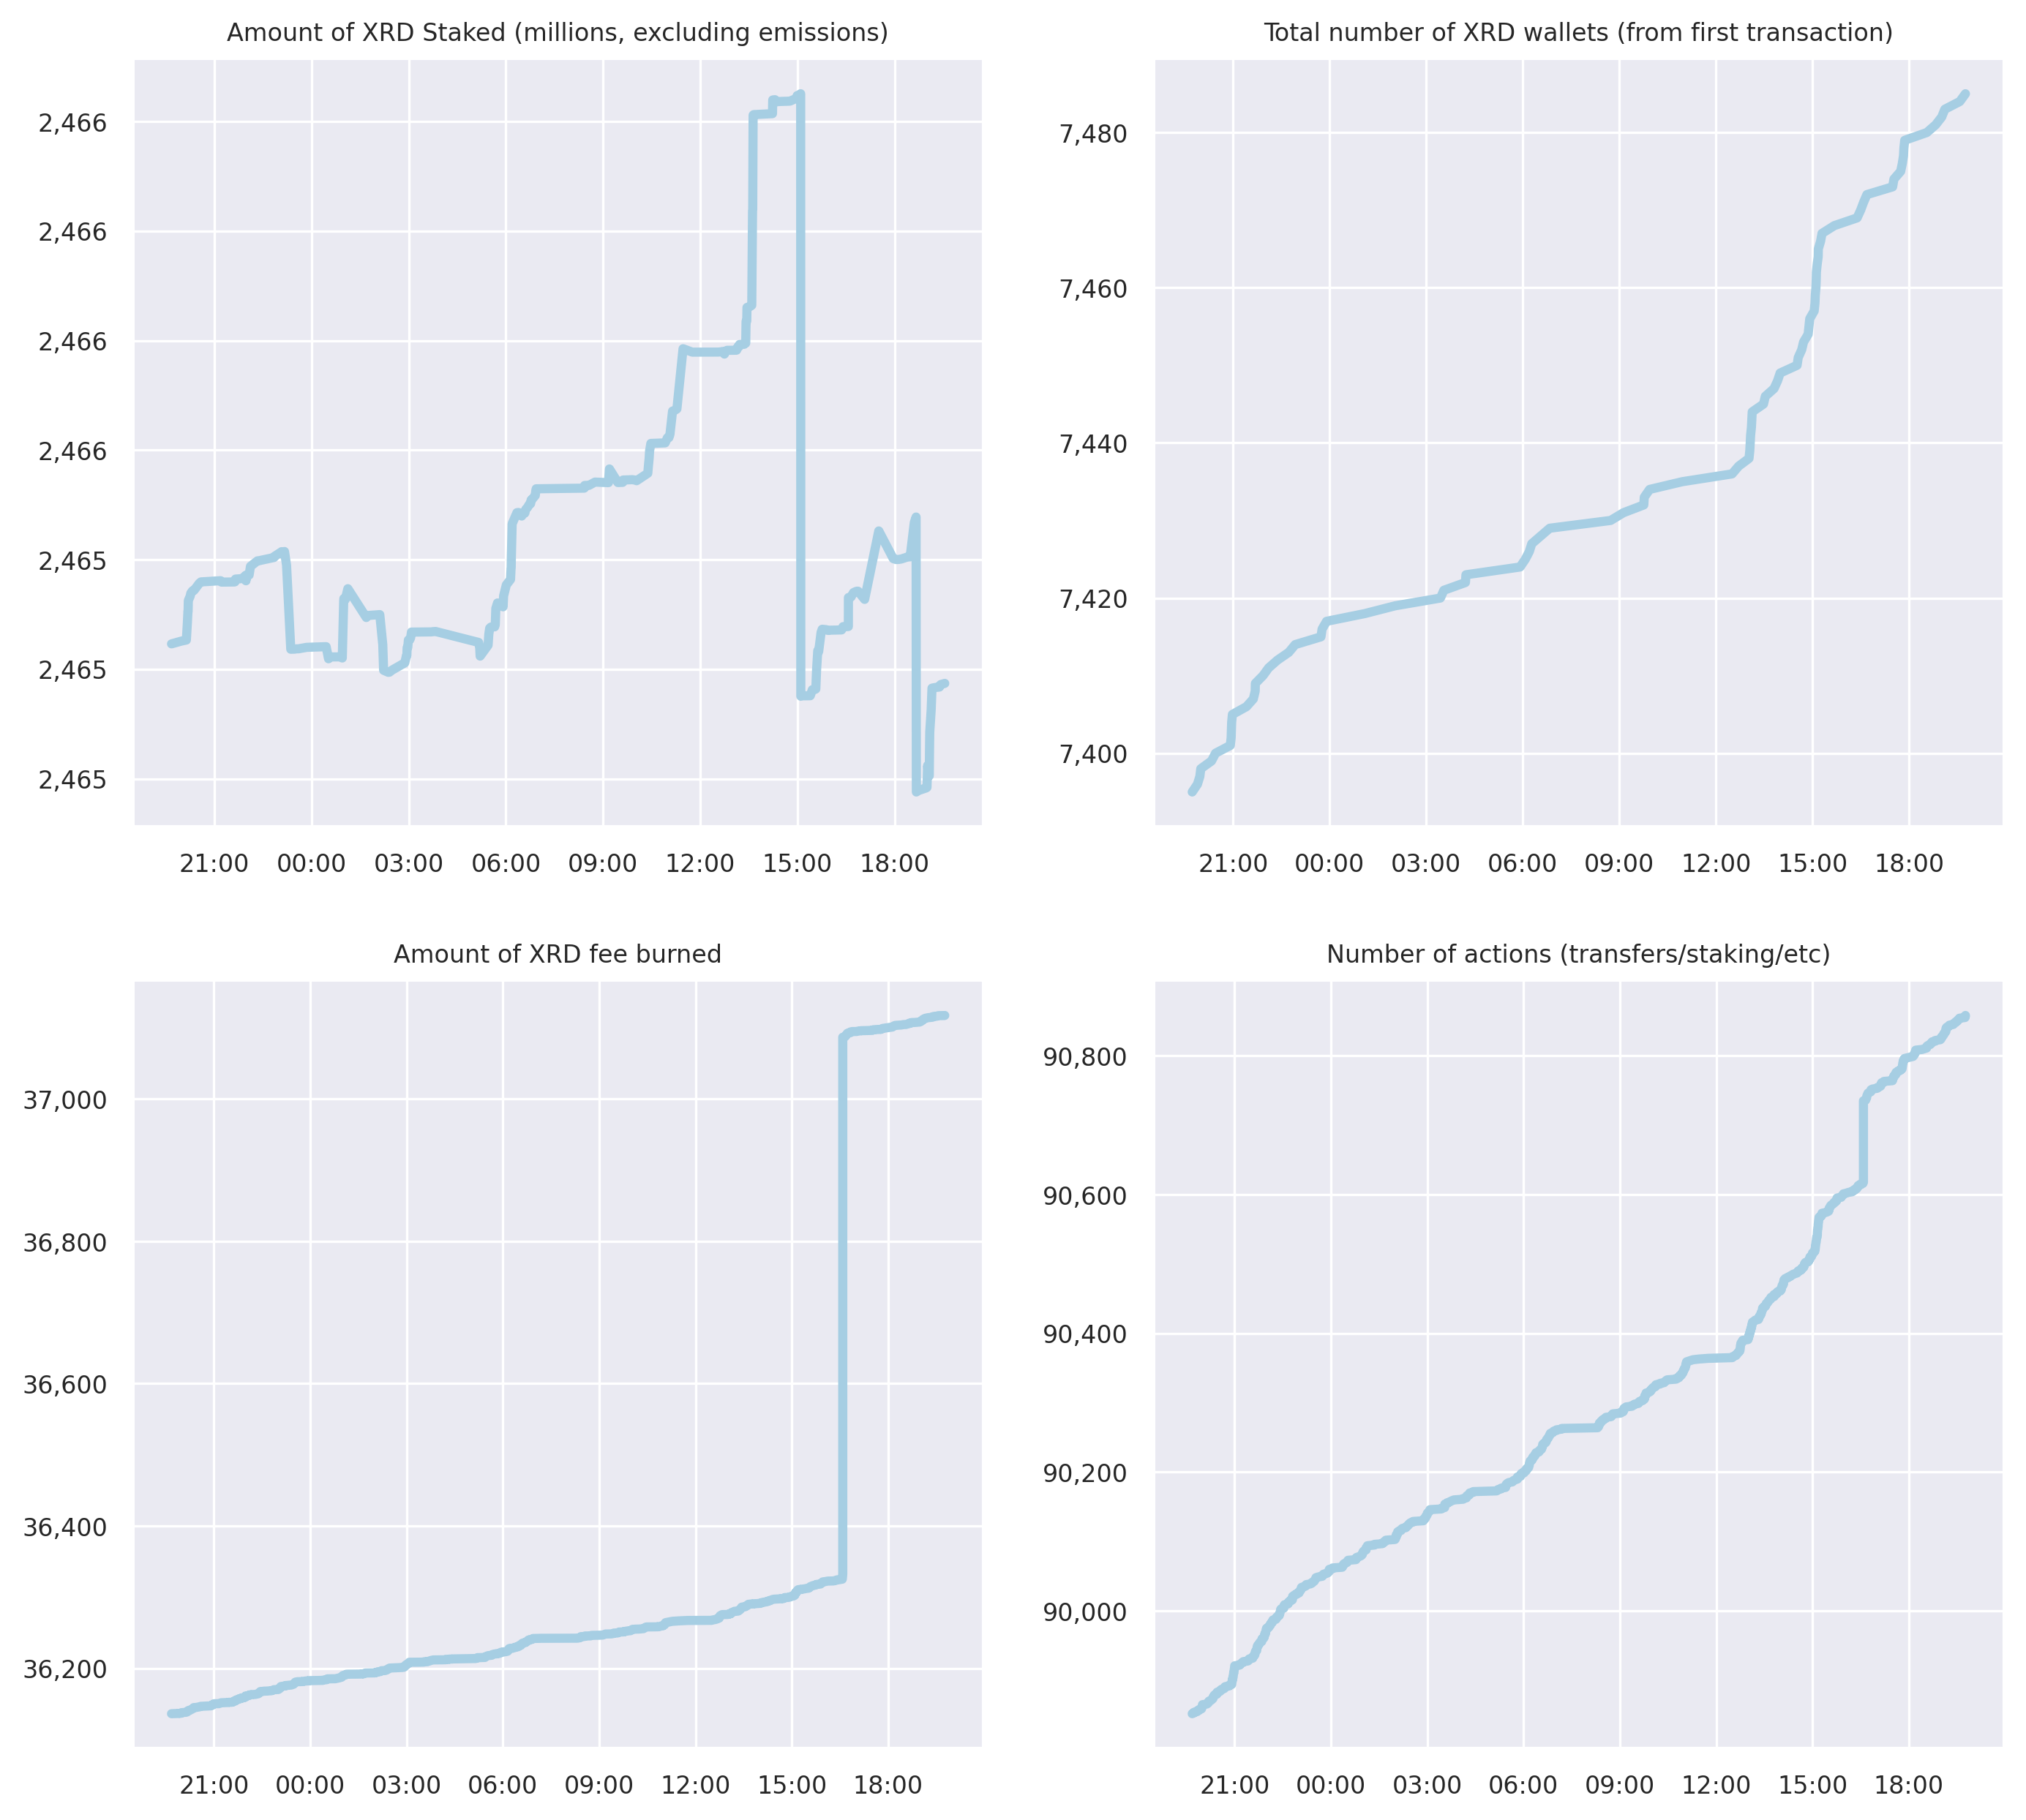 Amount of XRD Staked (millions, excluding emissions)
2,466
2,466
2,466
2,466
2,465
2,465
2,465
21:00 00:00 03:00 06:00 09:00 12:00 15:00 18:00
Total number of XRD wallets (from first transaction)
7,480
7,460
7,440
7,420
7,400
21:00 00:00 03:00 06:00 09:00 12:00 15:00 18:00
Amount of XRD fee burned
37,000
36,800
36,600
36,400
36,200
21:00 00:00 03:00 06:00 09:00 12:00 15:00 18:00
Number of actions (transfers/staking/etc)
90,800
90,600
90,400
90,200
90,000
21:00 00:00 03:00 06:00 09:00 12:00 15:00 18:00